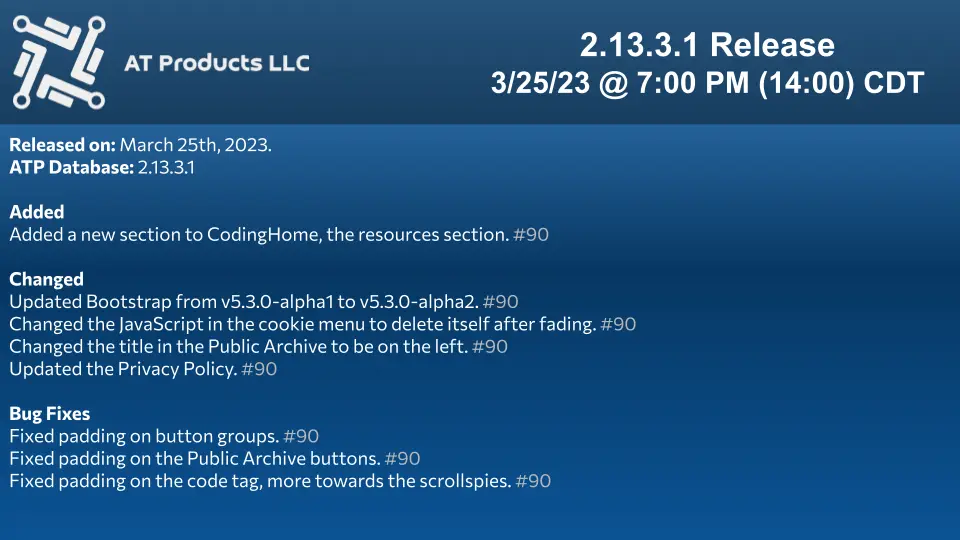 AT Products LLC
2.13.3.1 Release
3/25/23 @ 7:00 PM (14:00) CDT
Released on: March 25th, 2023.
ATP Database: 2.13.3.1
Added
Added a new section to CodingHome, the resources section. #90
Changed
Updated Bootstrap from v5.3.0-alpha1 to v5.3.0-alpha2. #90
Changed the JavaScript in the cookie menu to delete itself after fading. #90
Changed the title in the Public Archive to be on the left. #90
Updated the Privacy Policy. #90
Bug Fixes
Fixed padding on button groups. #90
Fixed padding on the Public Archive buttons. #90
Fixed padding on the code tag, more towards the scrollspies. #90